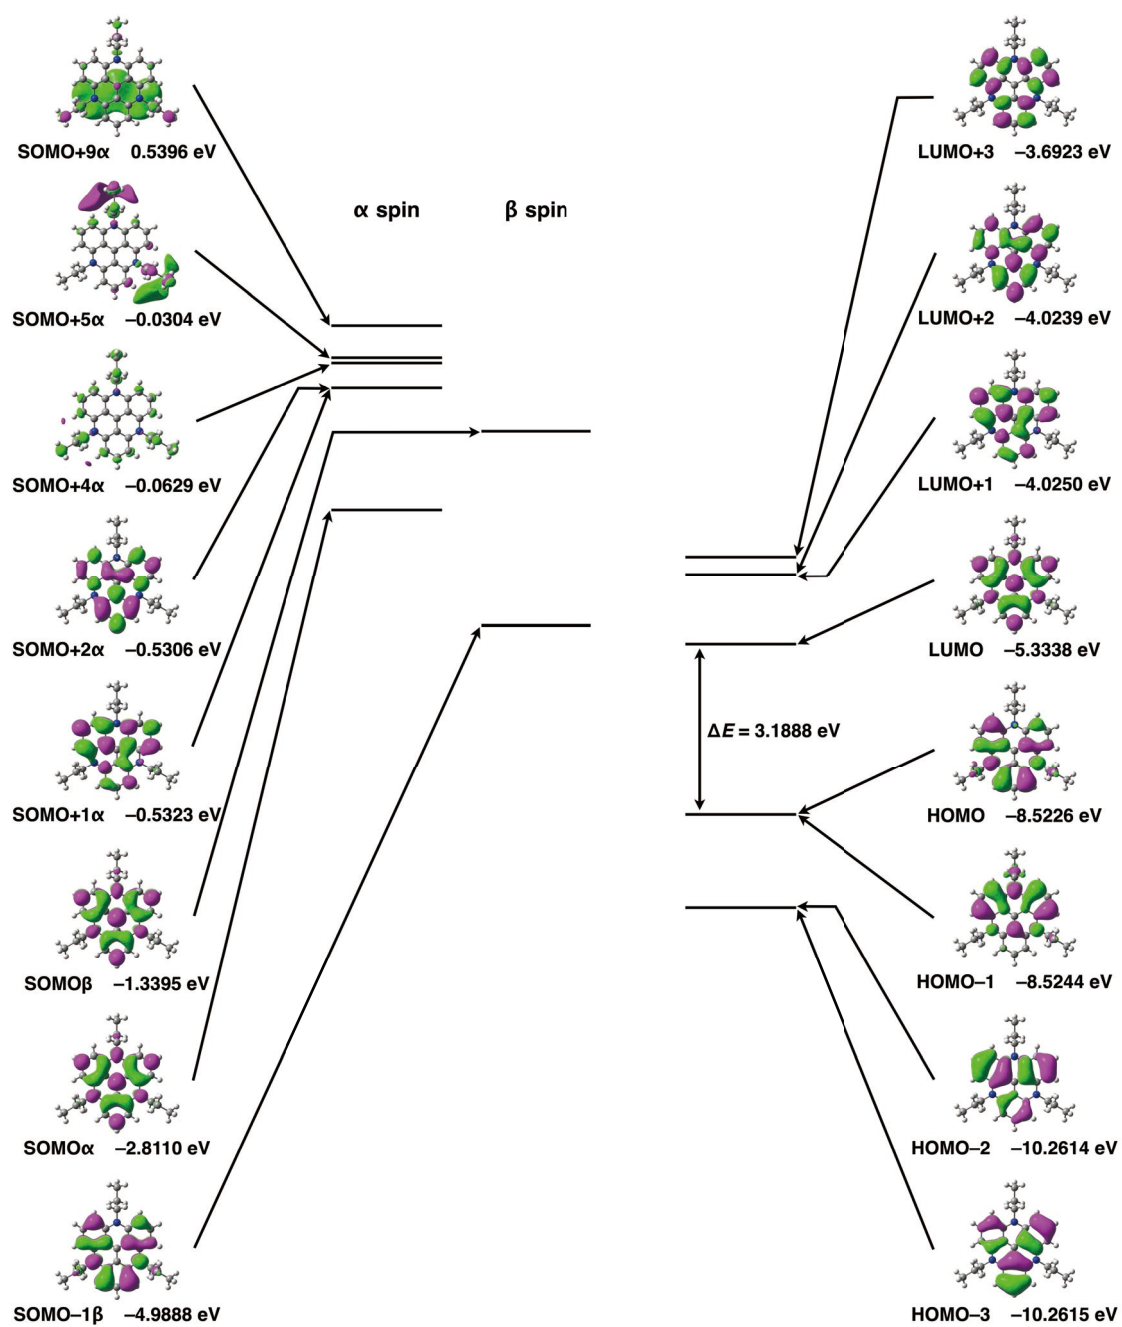 SOMO+9α 0.5396 eV
SOMO+5α –0.0304 eV
SOMO+4α –0.0629 eV
SOMO+2α –0.5306 eV
SOMO+1α –0.5323 eV
SOMOβ –1.3395 eV
SOMOα –2.8110 eV
SOMO–1β –4.9888 eV
α spin β spin
ΔE = 3.1888 eV
LUMO+3 –3.6923 eV
LUMO+2 –4.0239 eV
LUMO+1 –4.0250 eV
LUMO –5.3338 eV
HOMO –8.5226 eV
HOMO–1 –8.5244 eV
HOMO–2 –10.2614 eV
HOMO–3 –10.2615 eV